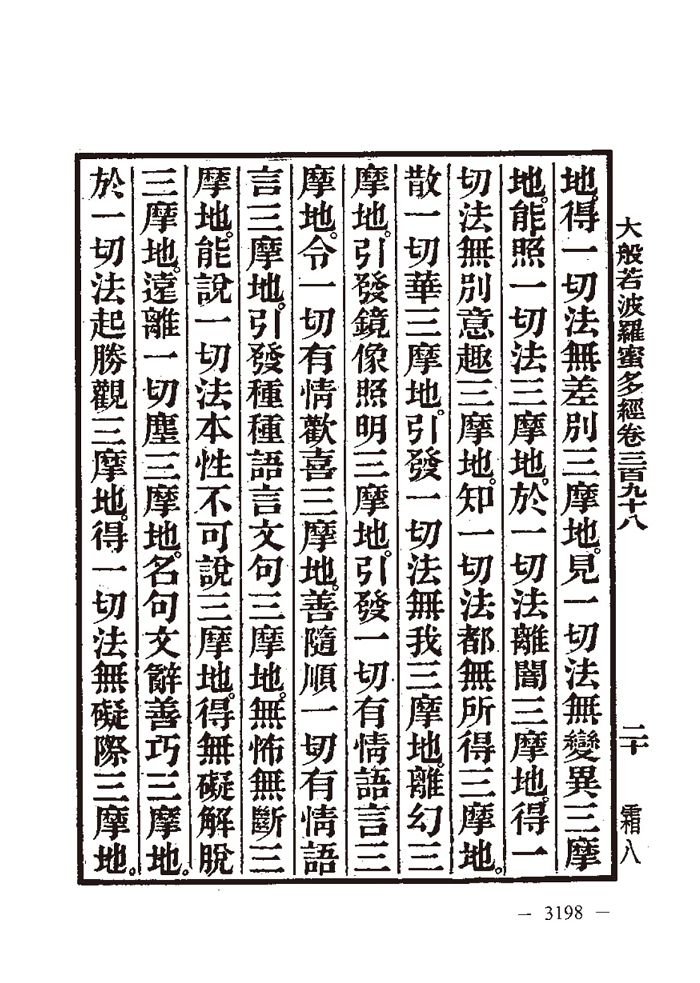 大般若波羅蜜多經卷三百九十八 二十 霜八
地。得一切法無差別三摩地。見一切法無變異三摩
地。能照一切法三摩地。於一切法離闇三摩地。得一
切法無別意趣三摩地。知一切法都無所得三摩地。
散一切華三摩地。引發一切法無我三摩地。離幻三
摩地。引發鏡像照明三摩地。引發一切有情語言三
摩地。令一切有情歡喜三摩地。善隨順一切有情語
言三摩地。引發種種語言文句三摩地。無怖無斷三
摩地。能說一切法本性不可說三摩地。得無礙解脫
三摩地。遠離一切塵三摩地。名句文辭善巧三摩地。
於一切法起勝觀三摩地。得一切法無礙際三摩地。
— 3198 —